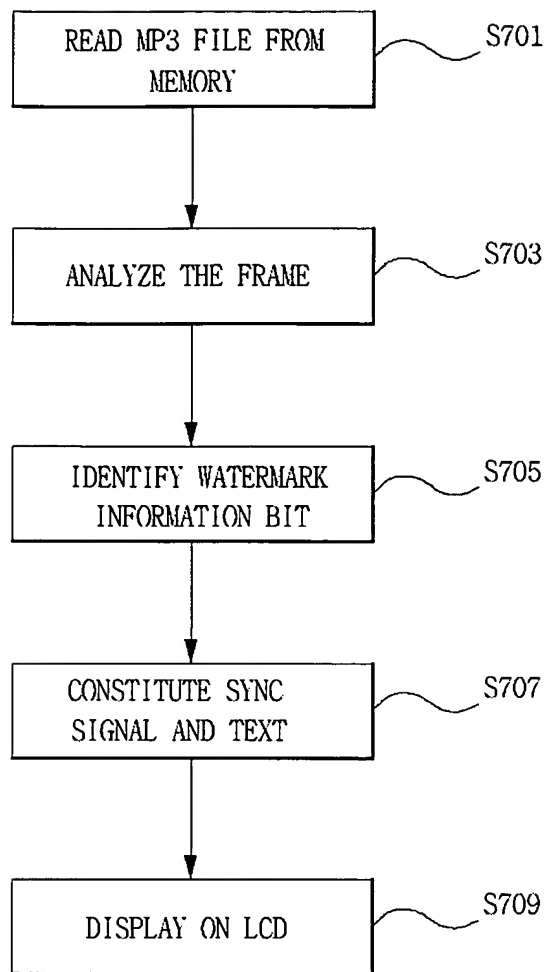 READ MP3 FILE FROM
MEMORY
S701
ANALYZE THE FRAME
S703
IDENTIFY WATERMARK
INFORMATION BIT
S705
CONSTITUTE SYNC
SIGNAL AND TEXT
S707
DISPLAY ON LCD
S709